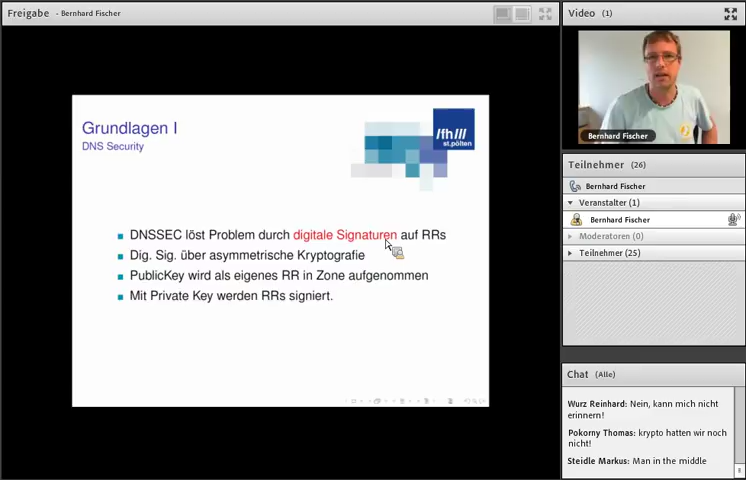 Freigabe - Bernhard Fischer
Grundlagen I
DNS Security
/fh///
st.pölten
DNSSEC löst Problem durch digitale Signaturen auf RRs
Dig. Sig. über asymmetrische Kryptografie
PublicKey wird als eigenes RR in Zone aufgenommen
Mit Private Key werden RRs signiert.
Video (1)
Bernhard Fischer
Teilnehmer (26)
Bernhard Fischer
Veranstalter (1)
Bernhard Fischer
Moderatoren (0)
Teilnehmer (25)
Chat (Alle)
Wurz Reinhard: Nein, kann mich nicht
erinnern!
Pokorny Thomas: krypto hatten wir noch
nicht!
Steidle Markus: Man in the middle